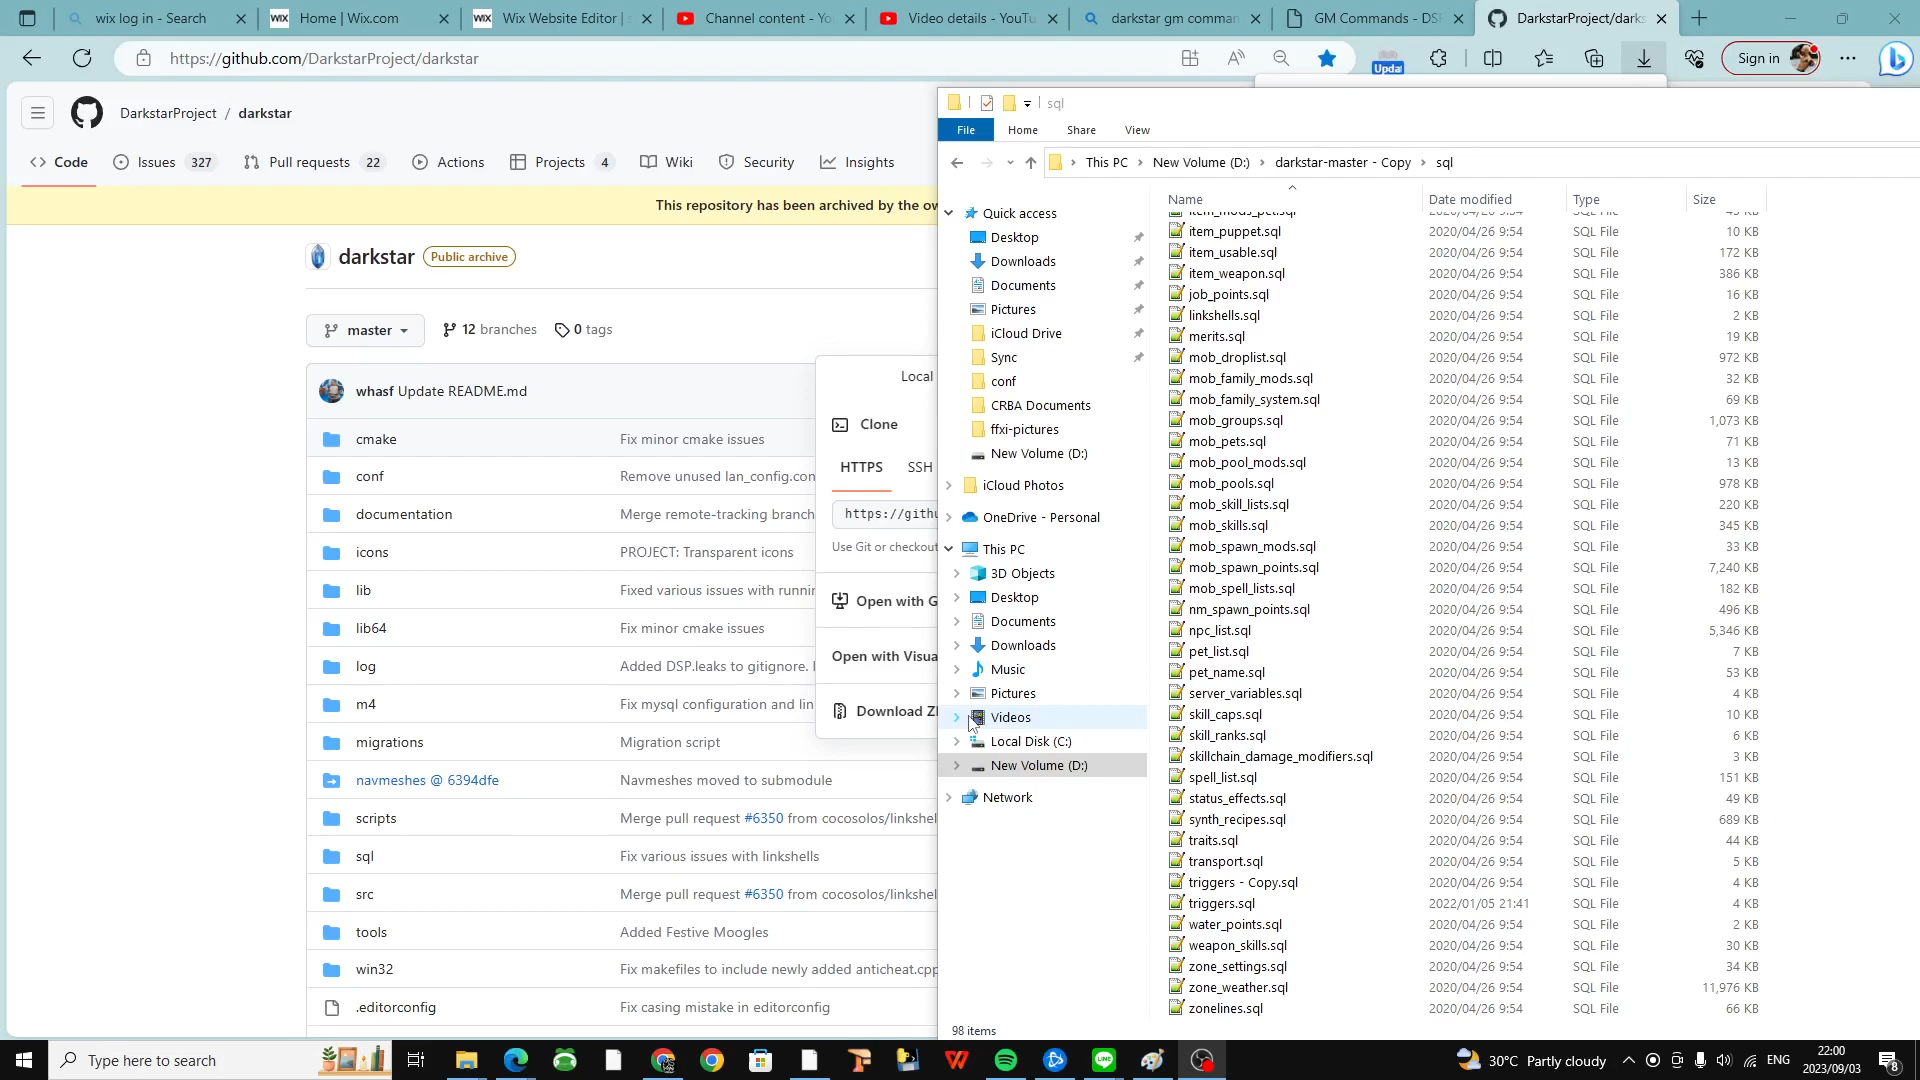 wix log in - Search
Home | Wix.com
WIX
Wix Website Editor |
WIX
Channel content - Yo
Video details - YouTu
darkstar gm comman
GM Commands - DS
DarkstarProject/darks
https://github.com/DarkstarProject/darkstar
Updat
Sign in
DarkstarProject / darkstar
Code
Issues 327
Pull requests 22
Actions
Projects 4
Wiki
Security
Insights
This repository has been archived by the ow
darkstar
Public archive
master
12 branches
0 tags
whasf Update README.md
cmake Fix minor cmake issues
conf Remove unused lan_config.con
documentation Merge remote-tracking branch
icons PROJECT: Transparent icons
lib Fixed various issues with runnin
lib64 Fix minor cmake issues
log Added DSP.leaks to gitignore.
m4 Fix mysql configuration and lin
migrations Migration script
navmeshes @ 6394dfe Navmeshes moved to submodule
scripts Merge pull request #6350 from cocosolos/linkshel
sql Fix various issues with linkshells
src Merge pull request #6350 from cocosolos/linkshel
tools Added Festive Moogles
win32 Fix makefiles to include newly added anticheat.cpp
.editorconfig Fix casing mistake in editorconfig
Local
Clone
HTTPS SSH
https://githu
Use Git or checkout
Open with G
Open with Visua
Download ZI
sql
File Home Share View
This PC > New Volume (D:) > darkstar-master - Copy > sql
Quick access
Desktop
Downloads
Documents
Pictures
iCloud Drive
Sync
conf
CRBA Documents
ffxi-pictures
New Volume (D:)
iCloud Photos
OneDrive - Personal
This PC
3D Objects
Desktop
Documents
Downloads
Music
Pictures
Videos
Local Disk (C:)
New Volume (D:)
Network
Name Date modified Type Size
item_mods_pet.sql
item_puppet.sql 2020/04/26 9:54 SQL File 10 KB
item_usable.sql 2020/04/26 9:54 SQL File 172 KB
item_weapon.sql 2020/04/26 9:54 SQL File 386 KB
job_points.sql 2020/04/26 9:54 SQL File 16 KB
linkshells.sql 2020/04/26 9:54 SQL File 2 KB
merits.sql 2020/04/26 9:54 SQL File 19 KB
mob_droplist.sql 2020/04/26 9:54 SQL File 972 KB
mob_family_mods.sql 2020/04/26 9:54 SQL File 32 KB
mob_family_system.sql 2020/04/26 9:54 SQL File 69 KB
mob_groups.sql 2020/04/26 9:54 SQL File 1,073 KB
mob_pets.sql 2020/04/26 9:54 SQL File 71 KB
mob_pool_mods.sql 2020/04/26 9:54 SQL File 13 KB
mob_pools.sql 2020/04/26 9:54 SQL File 978 KB
mob_skill_lists.sql 2020/04/26 9:54 SQL File 220 KB
mob_skills.sql 2020/04/26 9:54 SQL File 345 KB
mob_spawn_mods.sql 2020/04/26 9:54 SQL File 33 KB
mob_spawn_points.sql 2020/04/26 9:54 SQL File 7,240 KB
mob_spell_lists.sql 2020/04/26 9:54 SQL File 182 KB
nm_spawn_points.sql 2020/04/26 9:54 SQL File 496 KB
npc_list.sql 2020/04/26 9:54 SQL File 5,346 KB
pet_list.sql 2020/04/26 9:54 SQL File 7 KB
pet_name.sql 2020/04/26 9:54 SQL File 53 KB
server_variables.sql 2020/04/26 9:54 SQL File 4 KB
skill_caps.sql 2020/04/26 9:54 SQL File 10 KB
skill_ranks.sql 2020/04/26 9:54 SQL File 6 KB
skillchain_damage_modifiers.sql 2020/04/26 9:54 SQL File 3 KB
spell_list.sql 2020/04/26 9:54 SQL File 151 KB
status_effects.sql 2020/04/26 9:54 SQL File 49 KB
synth_recipes.sql 2020/04/26 9:54 SQL File 689 KB
traits.sql 2020/04/26 9:54 SQL File 44 KB
transport.sql 2020/04/26 9:54 SQL File 5 KB
triggers - Copy.sql 2020/04/26 9:54 SQL File 4 KB
triggers.sql 2022/01/05 21:41 SQL File 4 KB
water_points.sql 2020/04/26 9:54 SQL File 2 KB
weapon_skills.sql 2020/04/26 9:54 SQL File 30 KB
zone_settings.sql 2020/04/26 9:54 SQL File 34 KB
zone_weather.sql 2020/04/26 9:54 SQL File 11,976 KB
zonelines.sql 2020/04/26 9:54 SQL File 66 KB
98 items
Type here to search
30°C Partly cloudy
ENG
22:00
2023/09/03
8